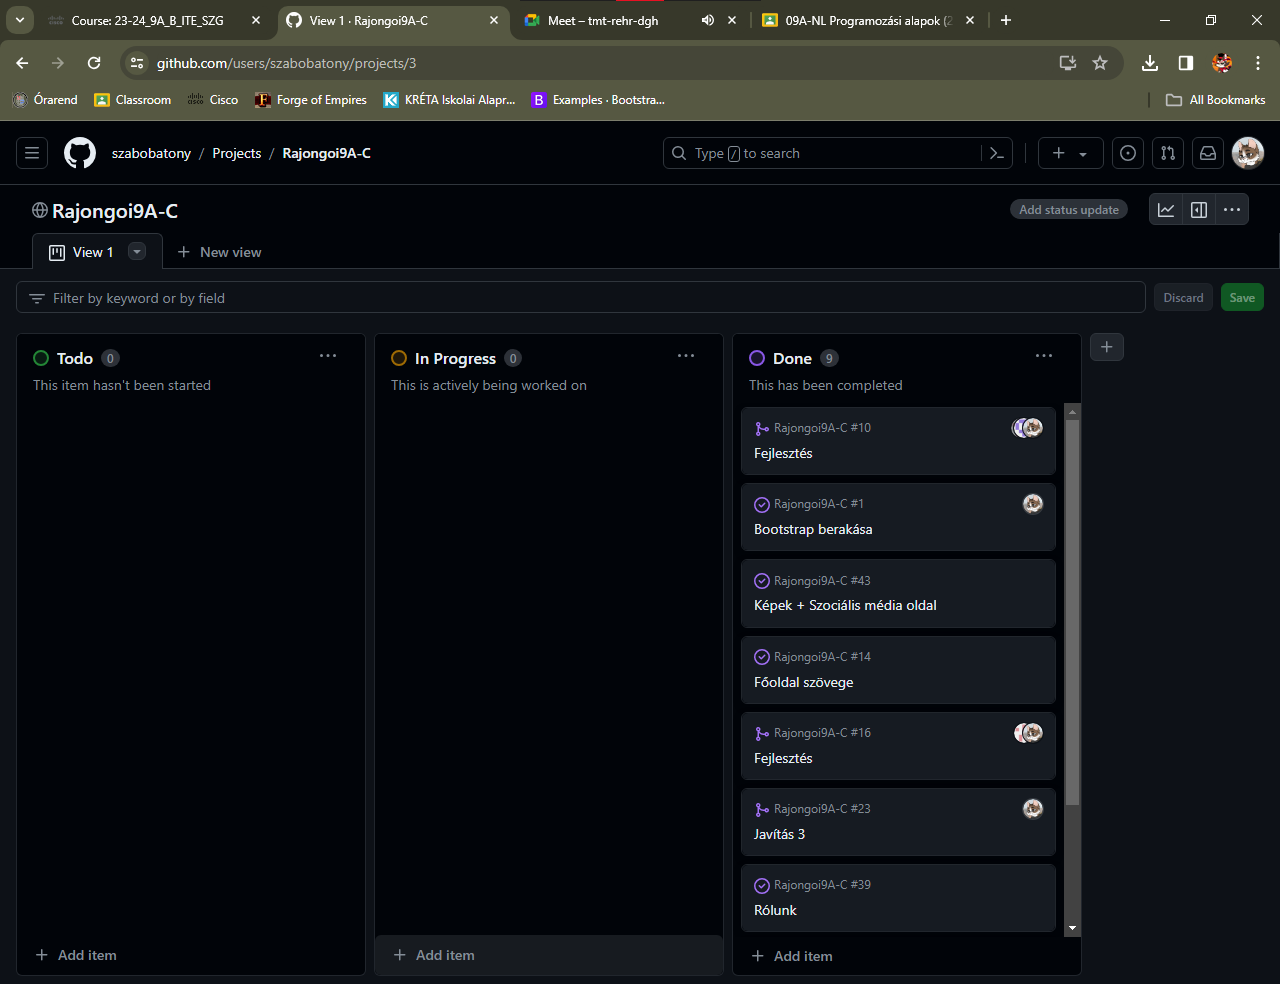 Course: 23-24_9A_B_ITE_SZG
View 1 · Rajongoi9A-C
Meet – tmt-rehr-dgh
09A-NL Programozási alapok (2
github.com/users/szabobatony/projects/3
Órarend
Classroom
Cisco
Forge of Empires
KRÉTA Iskolai Alapr...
Examples · Bootstra...
All Bookmarks
szabobatony / Projects / Rajongoi9A-C
Type / to search
Rajongoi9A-C
Add status update
View 1
New view
Filter by keyword or by field
Discard
Save
Todo 0
This item hasn't been started
Add item
In Progress 0
This is actively being worked on
Add item
Done 9
This has been completed
Rajongoi9A-C #10
Fejlesztés
Rajongoi9A-C #1
Bootstrap berakása
Rajongoi9A-C #43
Képek + Szociális média oldal
Rajongoi9A-C #14
Főoldal szövege
Rajongoi9A-C #16
Fejlesztés
Rajongoi9A-C #23
Javítás 3
Rajongoi9A-C #39
Rólunk
Add item